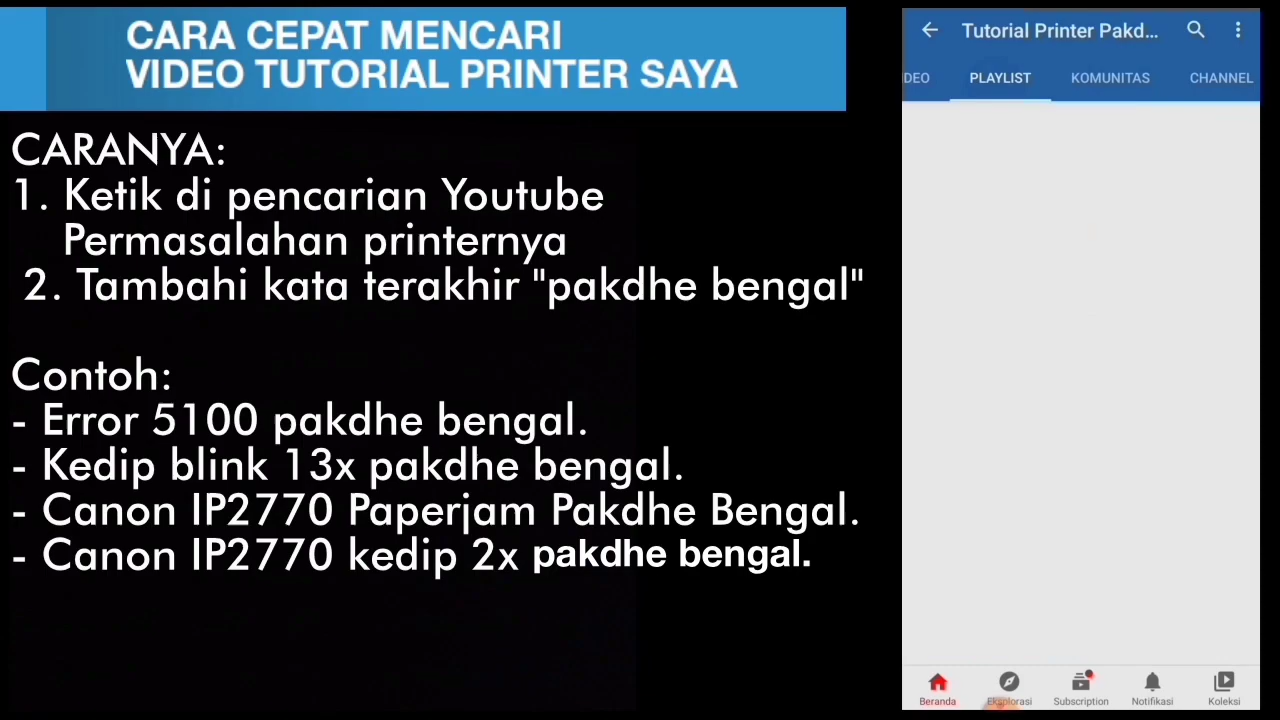 CARA CEPAT MENCARI
VIDEO TUTORIAL PRINTER SAYA
CARANYA:
1. Ketik di pencarian Youtube
Permasalahan printernya
2. Tambahi kata terakhir "pakdhe bengal"
Contoh:
- Error 5100 pakdhe bengal.
- Kedip blink 13x pakdhe bengal.
- Canon IP2770 Paperjam Pakdhe Bengal.
- Canon IP2770 kedip 2x pakdhe bengal.
Tutorial Printer Pakd...
DEO PLAYLIST KOMUNITAS CHANNEL
Beranda Eksplorasi Subscription Notifikasi Koleksi